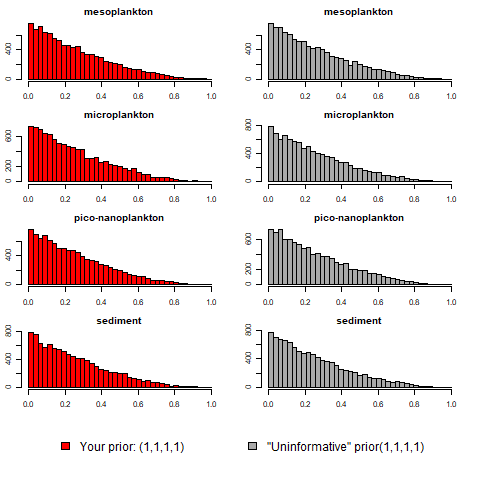 mesoplankton mesoplankton
0 400
0.0 0.2 0.4 0.6 0.8 1.0
0 400
0.0 0.2 0.4 0.6 0.8 1.0
microplankton microplankton
0 200 600
0.0 0.2 0.4 0.6 0.8 1.0
0 400 800
0.0 0.2 0.4 0.6 0.8 1.0
pico-nanoplankton pico-nanoplankton
0 400
0.0 0.2 0.4 0.6 0.8 1.0
0 200 600
0.0 0.2 0.4 0.6 0.8 1.0
sediment sediment
0 400 800
0.0 0.2 0.4 0.6 0.8 1.0
0 400 800
0.0 0.2 0.4 0.6 0.8 1.0
Your prior: (1,1,1,1) "Uninformative" prior(1,1,1,1)